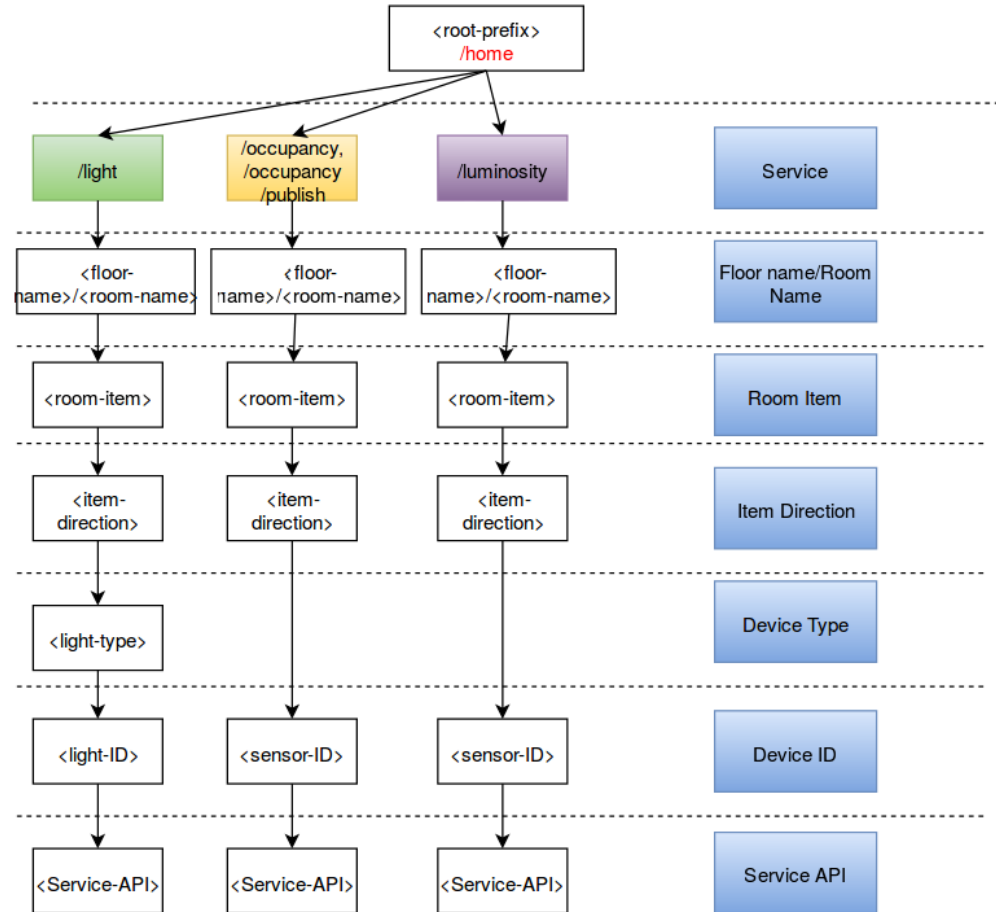 <root-prefix>
/home
/light
/occupancy,
/occupancy
/publish
/luminosity
Service
<floor-
name>/<room-name>
<floor-
name>/<room-name>
<floor-
name>/<room-name>
Floor name/Room
Name
<room-item>
<room-item>
<room-item>
Room Item
<item-
direction>
<item-
direction>
<item-
direction>
Item Direction
<light-type>
Device Type
<light-ID>
<sensor-ID>
<sensor-ID>
Device ID
<Service-API>
<Service-API>
<Service-API>
Service API